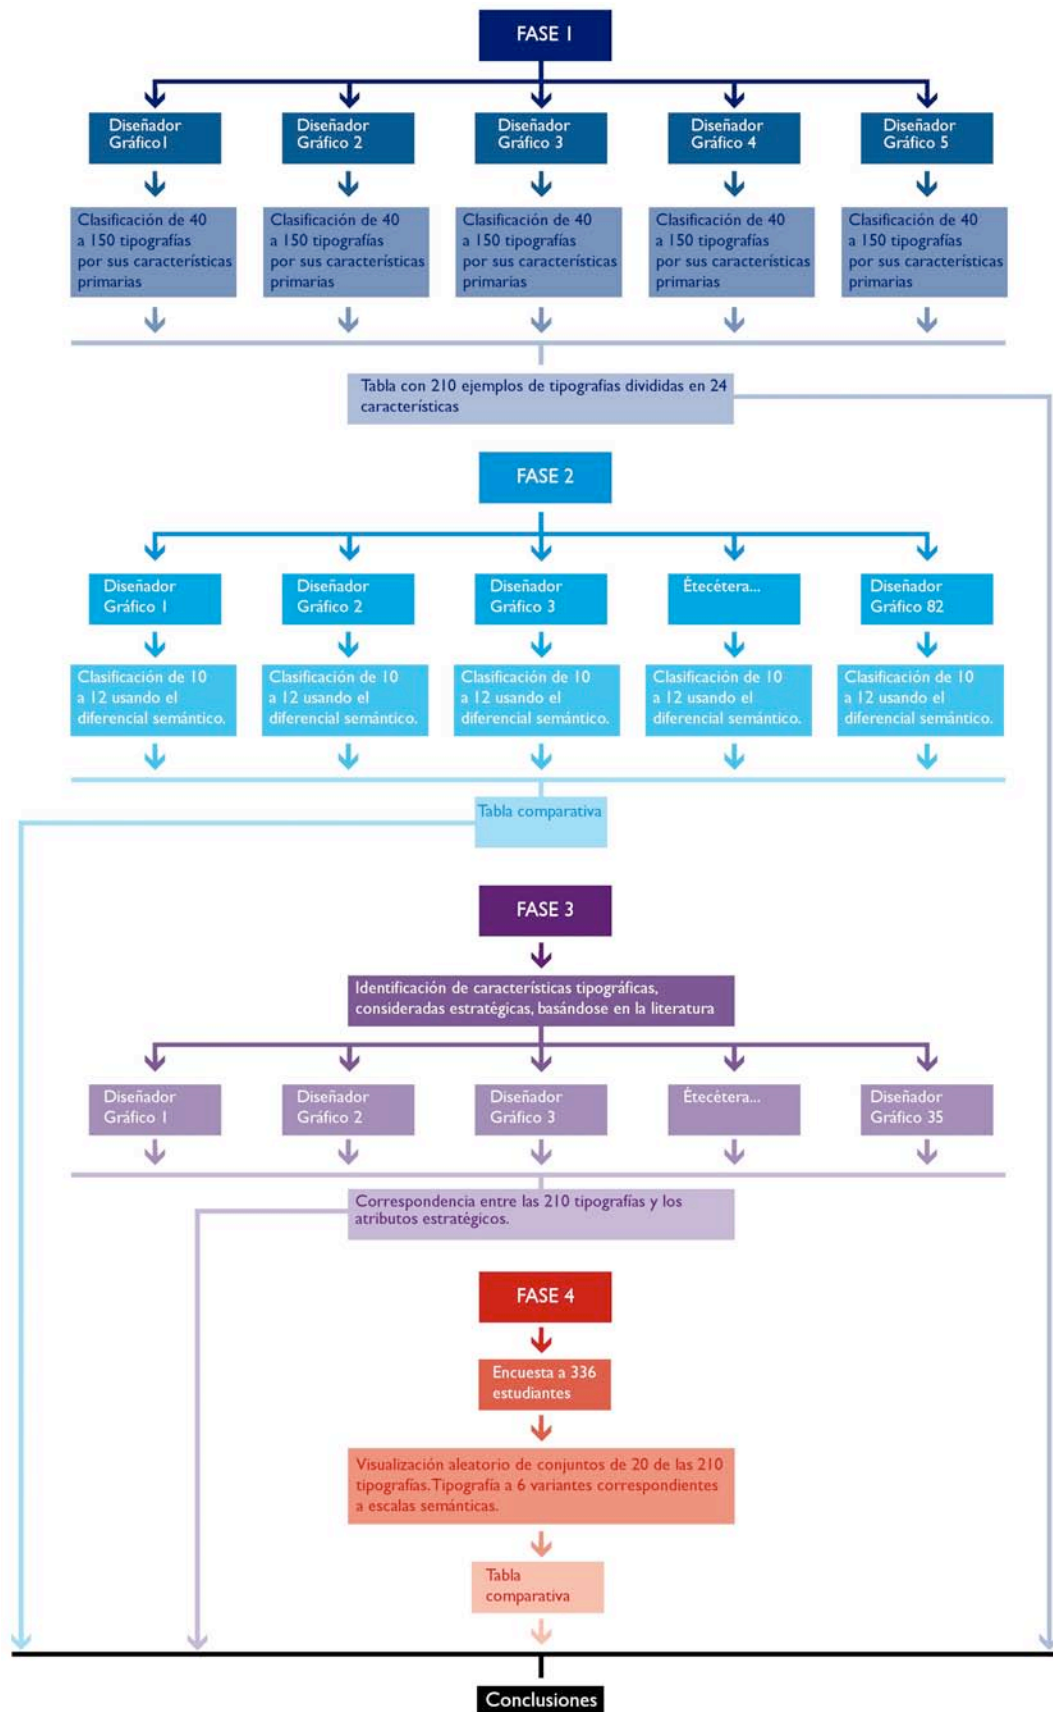 FASE 1
Diseñador
Gráfico1
Diseñador
Gráfico 2
Diseñador
Gráfico 3
Diseñador
Gráfico 4
Diseñador
Gráfico 5
Clasificación de 40
a 150 tipografías
por sus características
primarias
Clasificación de 40
a 150 tipografías
por sus características
primarias
Clasificación de 40
a 150 tipografías
por sus características
primarias
Clasificación de 40
a 150 tipografías
por sus características
primarias
Clasificación de 40
a 150 tipografías
por sus características
primarias
Tabla con 210 ejemplos de tipografías divididas en 24
características
FASE 2
Diseñador
Gráfico 1
Diseñador
Gráfico 2
Diseñador
Gráfico 3
Étecétera...
Diseñador
Gráfico 82
Clasificación de 10
a 12 usando el
diferencial semántico.
Clasificación de 10
a 12 usando el
diferencial semántico.
Clasificación de 10
a 12 usando el
diferencial semántico.
Clasificación de 10
a 12 usando el
diferencial semántico.
Clasificación de 10
a 12 usando el
diferencial semántico.
Tabla comparativa
FASE 3
Identificación de características tipográficas,
consideradas estratégicas, basándose en la literatura
Diseñador
Gráfico 1
Diseñador
Gráfico 2
Diseñador
Gráfico 3
Étecétera...
Diseñador
Gráfico 35
Correspondencia entre las 210 tipografías y los
atributos estratégicos.
FASE 4
Encuesta a 336
estudiantes
Visualización aleatorio de conjuntos de 20 de las 210
tipografías. Tipografía a 6 variantes correspondientes
a escalas semánticas.
Tabla
comparativa
Conclusiones